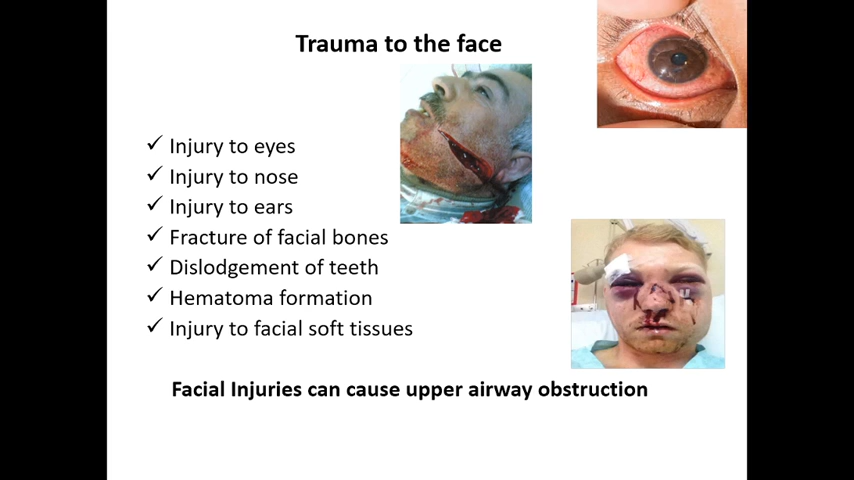 Trauma to the face
✓ Injury to eyes
✓ Injury to nose
✓ Injury to ears
✓ Fracture of facial bones
✓ Dislodgement of teeth
✓ Hematoma formation
✓ Injury to facial soft tissues
Facial Injuries can cause upper airway obstruction